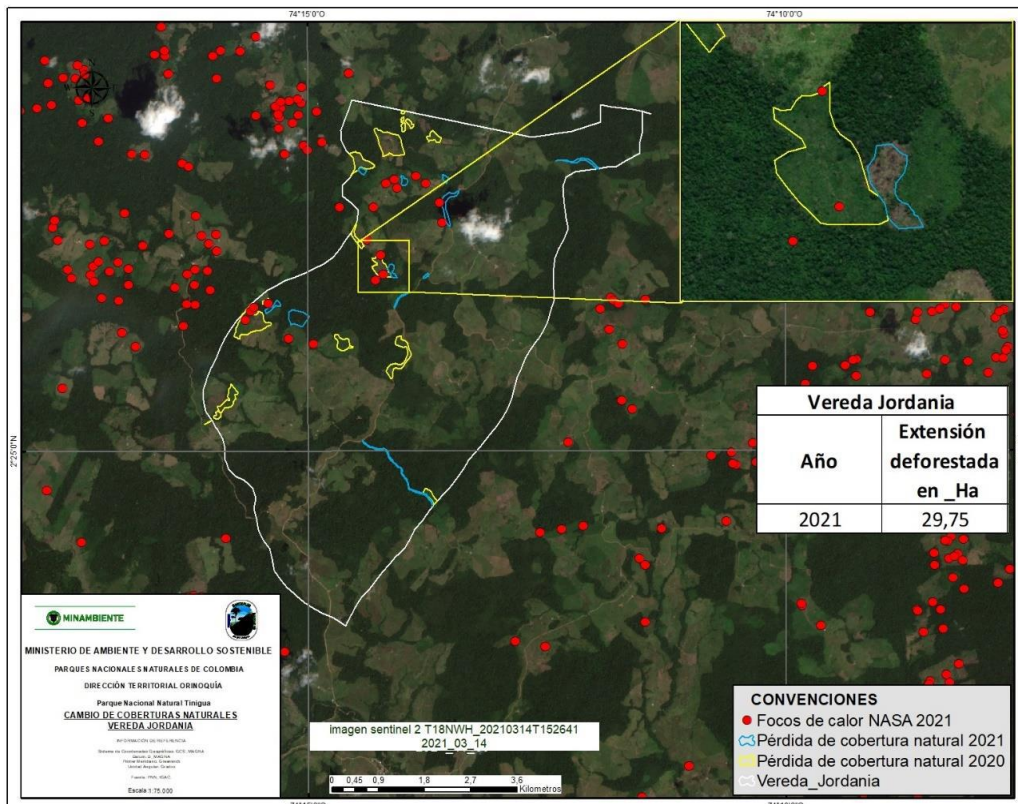 74°15'0"O
74°10'0"O
2°25'0"N
Vereda Jordania
Año
Extensión
deforestada
en _Ha
2021
29,75
MINAMBIENTE
MINISTERIO DE AMBIENTE Y DESARROLLO SOSTENIBLE
PARQUES NACIONALES NATURALES DE COLOMBIA
DIRECCIÓN TERRITORIAL ORINOQUÍA
Parque Nacional Natural Tinigua
CAMBIO DE COBERTURAS NATURALES
VEREDA JORDANIA
Escala 1:75.000
imagen sentinel 2 T18NWH_20210314T152641
2021_03_14
0 0,45 0,9 1,8 2,7 3,6
Kilometros
CONVENCIONES
Focos de calor NASA 2021
Pérdida de cobertura natural 2021
Pérdida de cobertura natural 2020
Vereda_Jordania